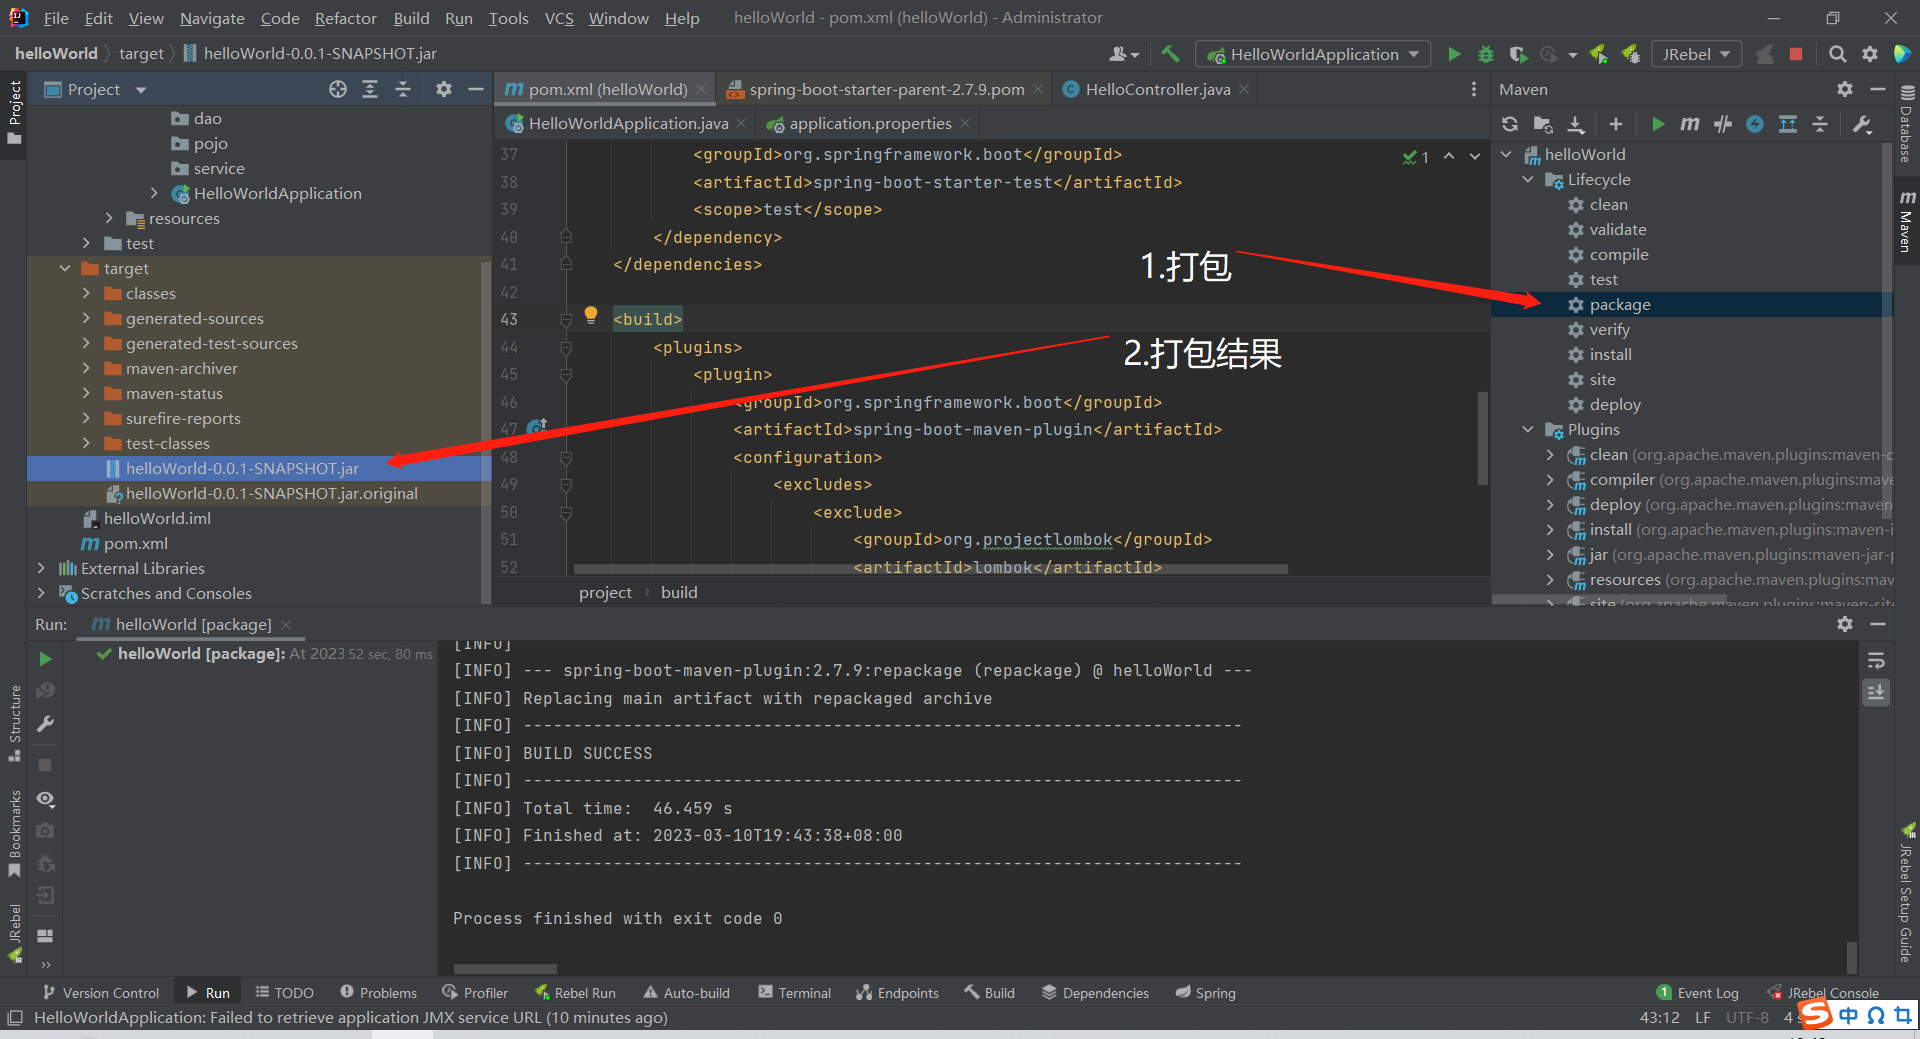 File Edit View Navigate Code Refactor Build Run Tools VCS Window Help helloWorld - pom.xml (helloWorld) - Administrator
helloWorld target helloWorld-0.0.1-SNAPSHOT.jar HelloWorldApplication JRebel
Project
dao
pojo
service
HelloWorldApplication
resources
test
target
classes
generated-sources
generated-test-sources
maven-archiver
maven-status
surefire-reports
test-classes
helloWorld-0.0.1-SNAPSHOT.jar
helloWorld-0.0.1-SNAPSHOT.jar.original
helloWorld.iml
pom.xml
External Libraries
Scratches and Consoles
Project
Structure
Bookmarks
JRebel
pom.xml (helloWorld) spring-boot-starter-parent-2.7.9.pom HelloController.java
HelloWorldApplication.java application.properties
1
37 <groupId>org.springframework.boot</groupId>
38 <artifactId>spring-boot-starter-test</artifactId>
39 <scope>test</scope>
40 </dependency>
41 </dependencies>
42
43 <build>
44 <plugins>
45 <plugin>
46 <groupId>org.springframework.boot</groupId>
47 <artifactId>spring-boot-maven-plugin</artifactId>
48 <configuration>
49 <excludes>
50 <exclude>
51 <groupId>org.projectlombok</groupId>
52 <artifactId>lombok</artifactId>
1.打包
2.打包结果
project build
Maven
helloWorld
Lifecycle
clean
validate
compile
test
package
verify
install
site
deploy
Plugins
clean (org.apache.maven.plugins:maven-c
compiler (org.apache.maven.plugins:mave
deploy (org.apache.maven.plugins:maven
install (org.apache.maven.plugins:maven-i
jar (org.apache.maven.plugins:maven-jar-p
resources (org.apache.maven.plugins:mav
site (org.apache.maven.plugins:maven-site
Database
Maven
JRebel Setup Guide
Run: helloWorld [package]
helloWorld [package]: At 2023 52 sec, 80 ms
[INFO]
[INFO] --- spring-boot-maven-plugin:2.7.9:repackage (repackage) @ helloWorld ---
[INFO] Replacing main artifact with repackaged archive
[INFO] ------------------------------------------------------------------------
[INFO] BUILD SUCCESS
[INFO] ------------------------------------------------------------------------
[INFO] Total time:  46.459 s
[INFO] Finished at: 2023-03-10T19:43:38+08:00
[INFO] ------------------------------------------------------------------------
Process finished with exit code 0
Version Control Run TODO Problems Profiler Rebel Run Auto-build Terminal Endpoints Build Dependencies Spring 1 Event Log JRebel Console
HelloWorldApplication: Failed to retrieve application JMX service URL (10 minutes ago) 43:12 LF UTF-8 4 s 中